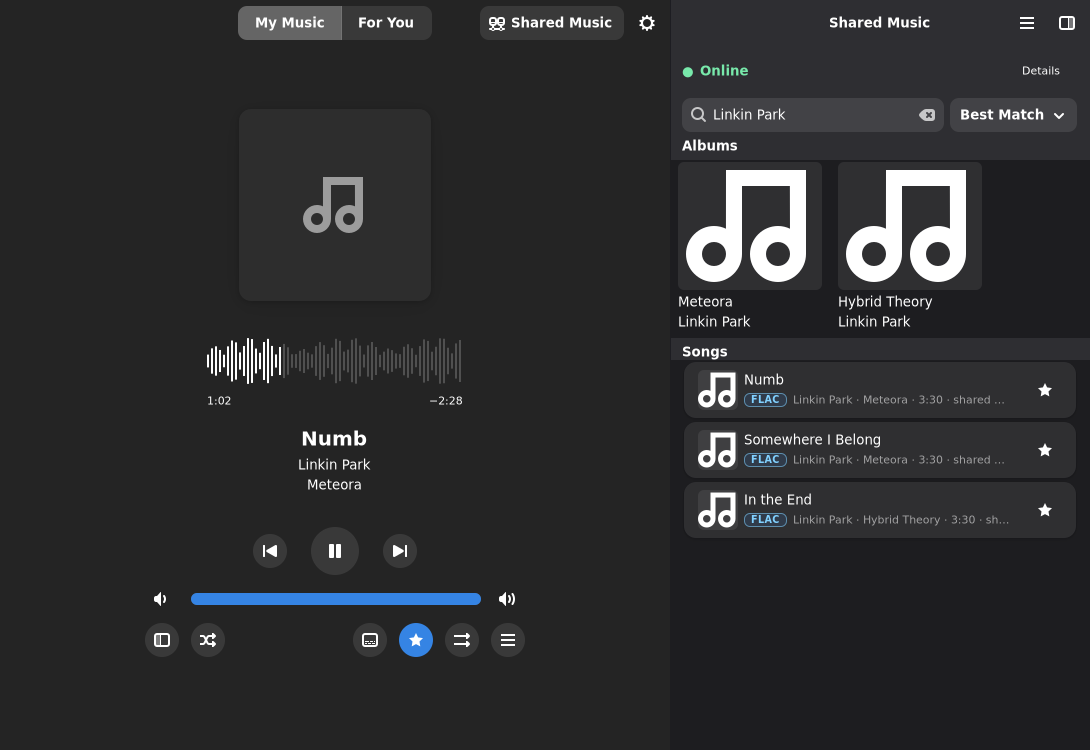 My Music
For You
Shared Music
1:02
−2:28
Numb
Linkin Park
Meteora
Shared Music
Online
Details
Linkin Park
Best Match
Albums
Meteora
Linkin Park
Hybrid Theory
Linkin Park
Songs
Numb
FLAC Linkin Park · Meteora · 3:30 · shared ...
Somewhere I Belong
FLAC Linkin Park · Meteora · 3:30 · shared ...
In the End
FLAC Linkin Park · Hybrid Theory · 3:30 · sh...